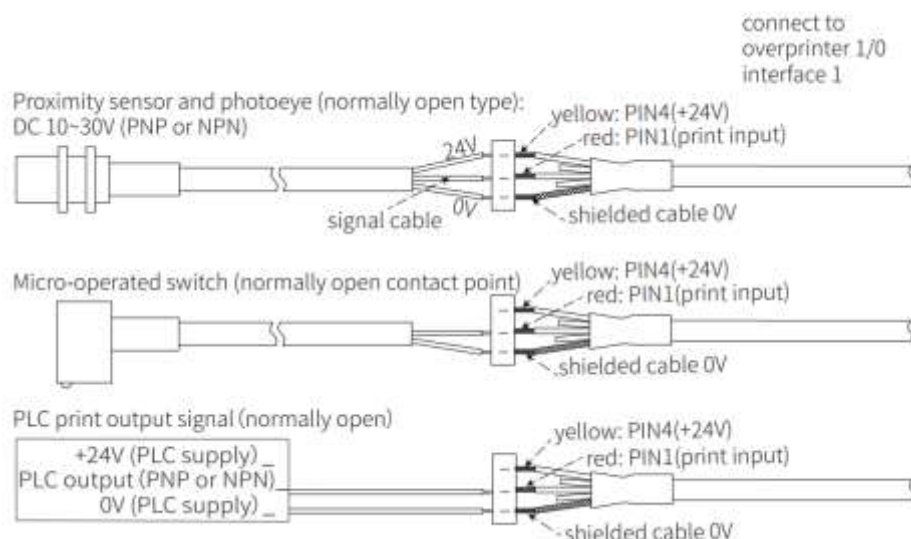 connect to
overprinter 1/0
interface 1
Proximity sensor and photoeye (normally open type):
DC 10~30V (PNP or NPN)
yellow: PIN4(+24V)
red: PIN1(print input)
24V
0V
signal cable
shielded cable 0V
Micro-operated switch (normally open contact point)
yellow: PIN4(+24V)
red: PIN1(print input)
shielded cable 0V
PLC print output signal (normally open)
yellow: PIN4(+24V)
red: PIN1(print input)
+24V (PLC supply)
PLC output (PNP or NPN)
0V (PLC supply)
shielded cable 0V